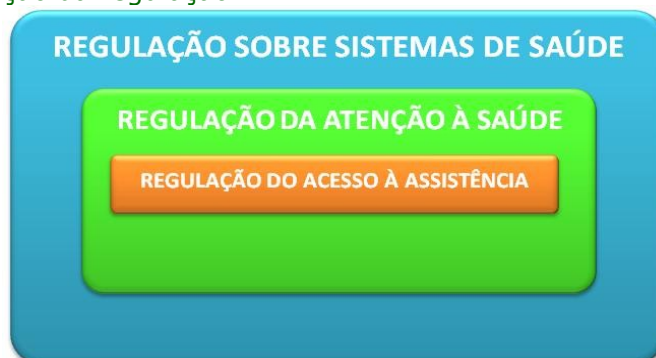 REGULAÇÃO SOBRE SISTEMAS DE SAÚDE
REGULAÇÃO DA ATENÇÃO À SAÚDE
REGULAÇÃO DO ACESSO À ASSISTÊNCIA